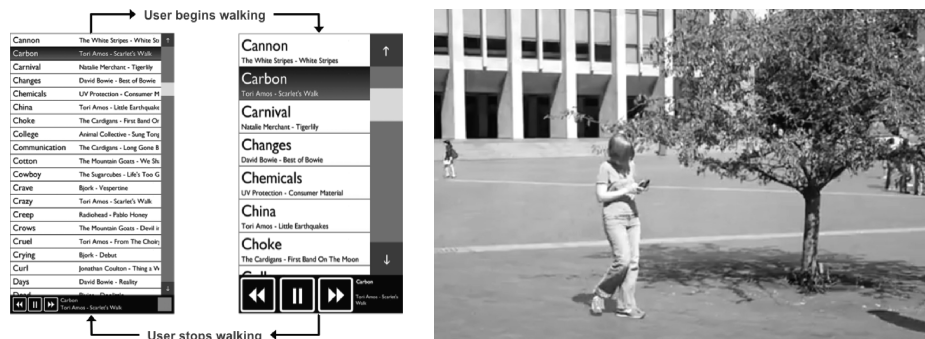 User begins walking
Cannon The White Stripes - White St
Carbon Tori Amos - Scarlet's Walk
Carnival Natalie Merchant - Tigerlily
Changes David Bowie - Best of Bowie
Chemicals UV Protection - Consumer M
China Tori Amos - Little Earthquake
Choke The Cardigans - First Band Or
College Animal Collective - Sung Tong
Communication The Cardigans - Long Gone B
Cotton The Mountain Goats - We Sh
Cowboy The Sugarcubes - Life's Too G
Crave Bjork - Vespertine
Crazy Tori Amos - Scarlet's Walk
Creep Radiohead - Pablo Honey
Crows The Mountain Goats - Devil in
Cruel Tori Amos - From The Choir
Crying Bjork - Debut
Curl Jonathan Coulton - Thing a W
Days David Bowie - Reality
Carbon
Tori Amos - Scarlet's
Walk
Cannon
The White Stripes - White Stripes
Carbon
Tori Amos - Scarlet's Walk
Carnival
Natalie Merchant - Tigerlily
Changes
David Bowie - Best of Bowie
Chemicals
UV Protection - Consumer Material
China
Tori Amos - Little Earthquakes
Choke
The Cardigans - First Band On The Moon
Carbon
Tori Amos - Scarlet's
Walk
User stops walking